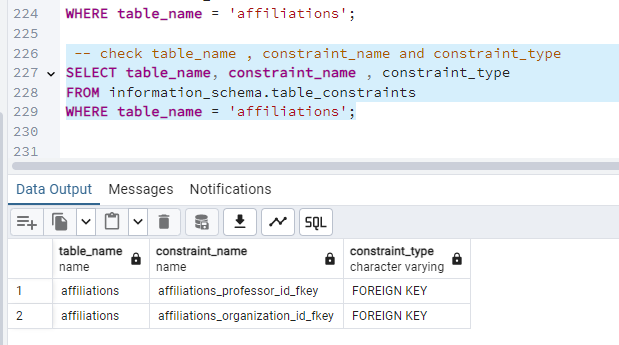 224 WHERE table_name = 'affiliations';
225
226 -- check table_name , constraint_name and constraint_type
227 SELECT table_name, constraint_name , constraint_type
228 FROM information_schema.table_constraints
229 WHERE table_name = 'affiliations';
230
231
Data Output Messages Notifications
SQL
table_name constraint_name constraint_type
name name character varying
1 affiliations affiliations_professor_id_fkey FOREIGN KEY
2 affiliations affiliations_organization_id_fkey FOREIGN KEY